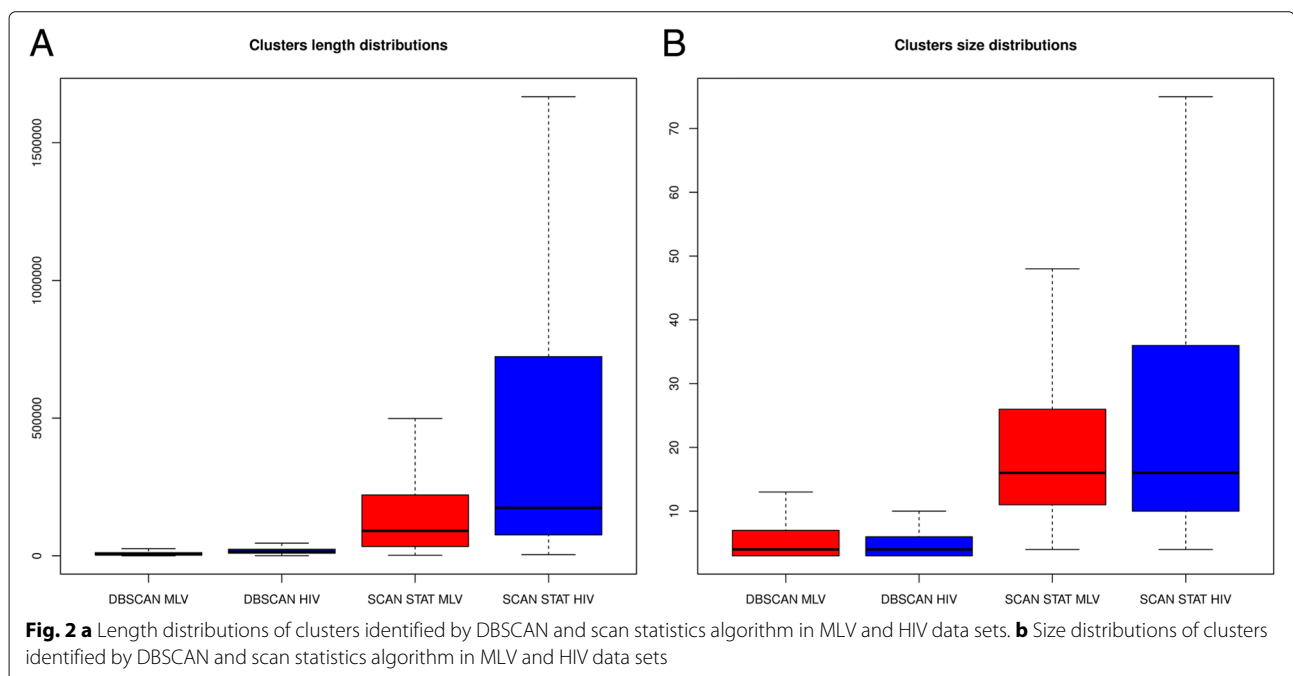 A
Clusters length distributions
1500000
1000000
500000
0
DBSCAN MLV
DBSCAN HIV
SCAN STAT MLV
SCAN STAT HIV
B
Clusters size distributions
70
60
50
40
30
20
10
DBSCAN MLV
DBSCAN HIV
SCAN STAT MLV
SCAN STAT HIV
Fig. 2 a Length distributions of clusters identified by DBSCAN and scan statistics algorithm in MLV and HIV data sets. b Size distributions of clusters
identified by DBSCAN and scan statistics algorithm in MLV and HIV data sets